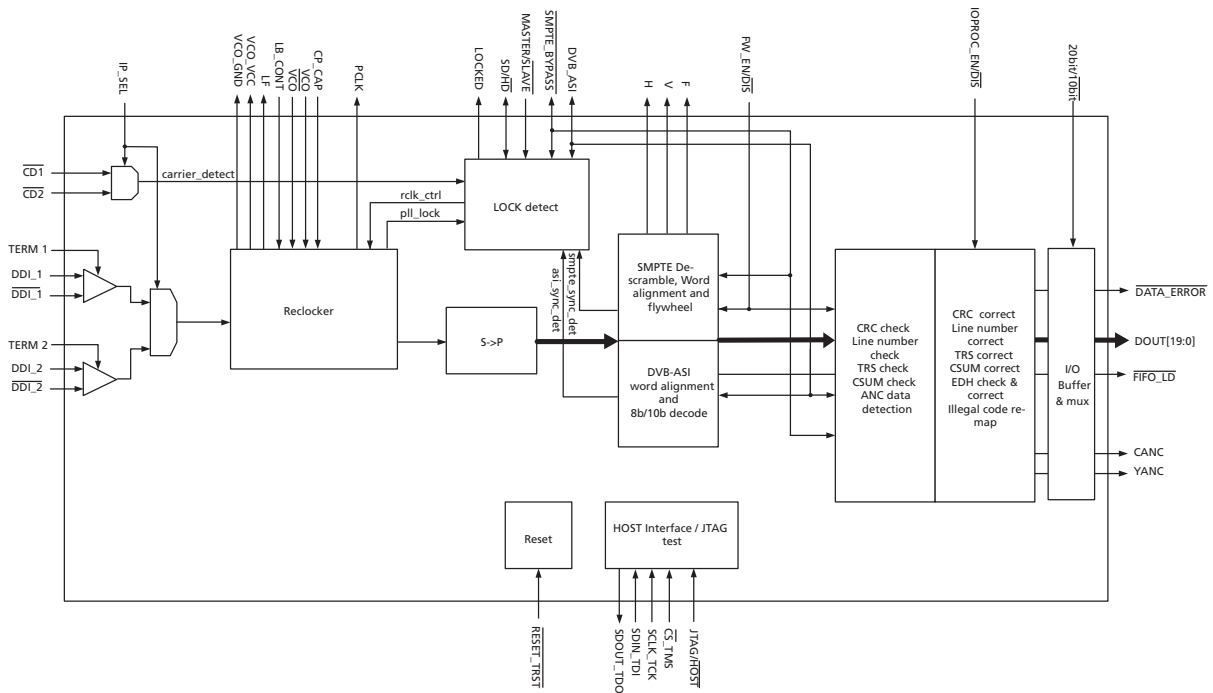 IP_SEL
VCO_GND
VCO_VCC
LF
LB_CONT
VCO
VCO
CP_CAP
PCLK
LOCKED
SD/HD
MASTER/SLAVE
SMPTE_BYPASS
DVB_ASI
H
V
F
FW_EN/DIS
IOPROC_EN/DIS
20bit/10bit
CD1
CD2
carrier_detect
rclk_ctrl
pll_lock
LOCK detect
TERM 1
DDI_1
DDI_1
TERM 2
DDI_2
DDI_2
Reclocker
S->P
asi_sync_det
smpte_sync_det
SMPTE De-
scramble, Word
alignment and
flywheel
DVB-ASI
word alignment
and
8b/10b decode
CRC check
Line number
check
TRS check
CSUM check
ANC data
detection
CRC correct
Line number
correct
TRS correct
CSUM correct
EDH check &
correct
Illegal code re-
map
I/O
Buffer
& mux
DATA_ERROR
DOUT[19:0]
FIFO_LD
CANC
YANC
Reset
HOST Interface / JTAG
test
RESET_TRST
SDOUT_TDO
SDIN_TDI
SCLK_TCK
CS_TMS
JTAG/HOST